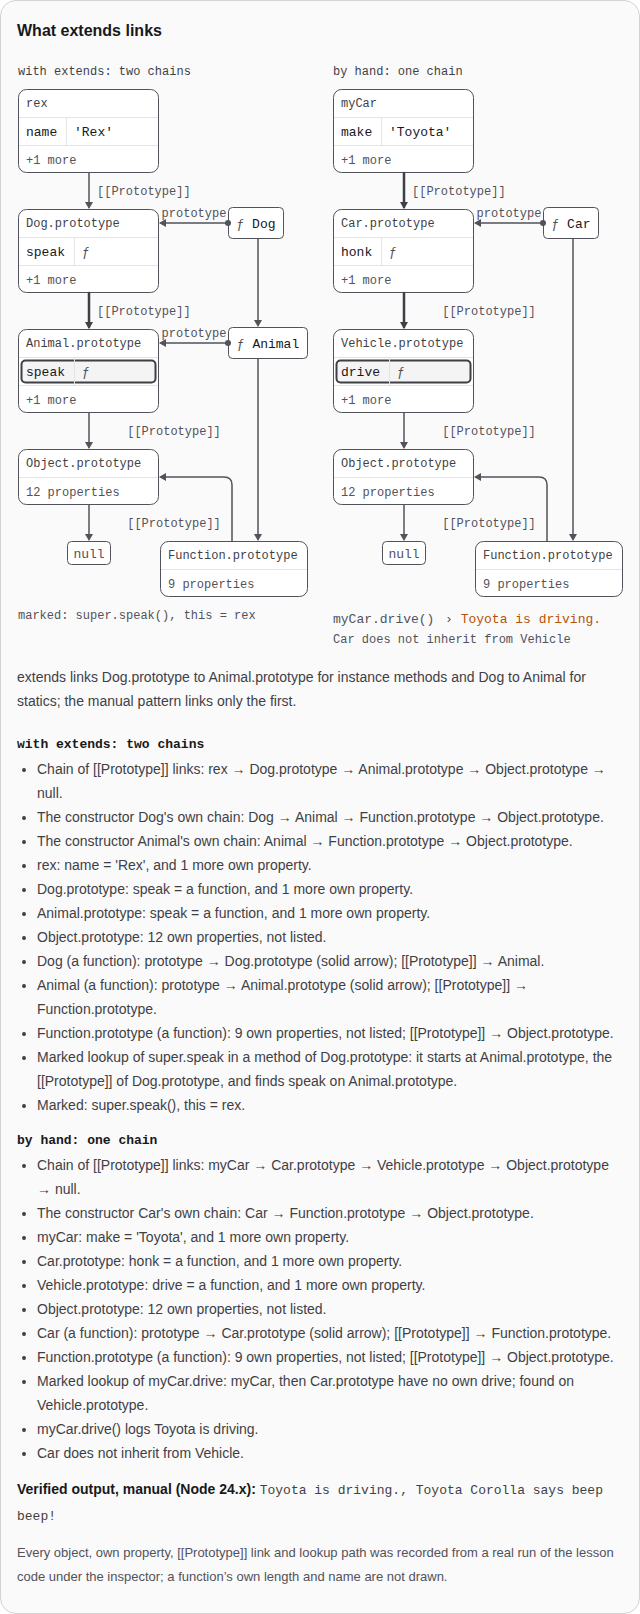 What extends links
with extends: two chains
rex
name 'Rex'
+1 more
[[Prototype]]
Dog.prototype
speak ƒ
+1 more
prototype
ƒ Dog
[[Prototype]]
Animal.prototype
speak ƒ
+1 more
prototype
ƒ Animal
[[Prototype]]
Object.prototype
12 properties
[[Prototype]]
null
Function.prototype
9 properties
marked: super.speak(), this = rex
by hand: one chain
myCar
make 'Toyota'
+1 more
[[Prototype]]
Car.prototype
honk ƒ
+1 more
prototype
ƒ Car
[[Prototype]]
Vehicle.prototype
drive ƒ
+1 more
[[Prototype]]
Object.prototype
12 properties
[[Prototype]]
null
Function.prototype
9 properties
myCar.drive() › Toyota is driving.
Car does not inherit from Vehicle
extends links Dog.prototype to Animal.prototype for instance methods and Dog to Animal for
statics; the manual pattern links only the first.
with extends: two chains
• Chain of [[Prototype]] links: rex → Dog.prototype → Animal.prototype → Object.prototype →
null.
• The constructor Dog's own chain: Dog → Animal → Function.prototype → Object.prototype.
• The constructor Animal's own chain: Animal → Function.prototype → Object.prototype.
• rex: name = 'Rex', and 1 more own property.
• Dog.prototype: speak = a function, and 1 more own property.
• Animal.prototype: speak = a function, and 1 more own property.
• Object.prototype: 12 own properties, not listed.
• Dog (a function): prototype → Dog.prototype (solid arrow); [[Prototype]] → Animal.
• Animal (a function): prototype → Animal.prototype (solid arrow); [[Prototype]] →
Function.prototype.
• Function.prototype (a function): 9 own properties, not listed; [[Prototype]] → Object.prototype.
• Marked lookup of super.speak in a method of Dog.prototype: it starts at Animal.prototype, the
[[Prototype]] of Dog.prototype, and finds speak on Animal.prototype.
• Marked: super.speak(), this = rex.
by hand: one chain
• Chain of [[Prototype]] links: myCar → Car.prototype → Vehicle.prototype → Object.prototype
→ null.
• The constructor Car's own chain: Car → Function.prototype → Object.prototype.
• myCar: make = 'Toyota', and 1 more own property.
• Car.prototype: honk = a function, and 1 more own property.
• Vehicle.prototype: drive = a function, and 1 more own property.
• Object.prototype: 12 own properties, not listed.
• Car (a function): prototype → Car.prototype (solid arrow); [[Prototype]] → Function.prototype.
• Function.prototype (a function): 9 own properties, not listed; [[Prototype]] → Object.prototype.
• Marked lookup of myCar.drive: myCar, then Car.prototype have no own drive; found on
Vehicle.prototype.
• myCar.drive() logs Toyota is driving.
• Car does not inherit from Vehicle.
Verified output, manual (Node 24.x): Toyota is driving., Toyota Corolla says beep
beep!
Every object, own property, [[Prototype]] link and lookup path was recorded from a real run of the lesson
code under the inspector; a function's own length and name are not drawn.